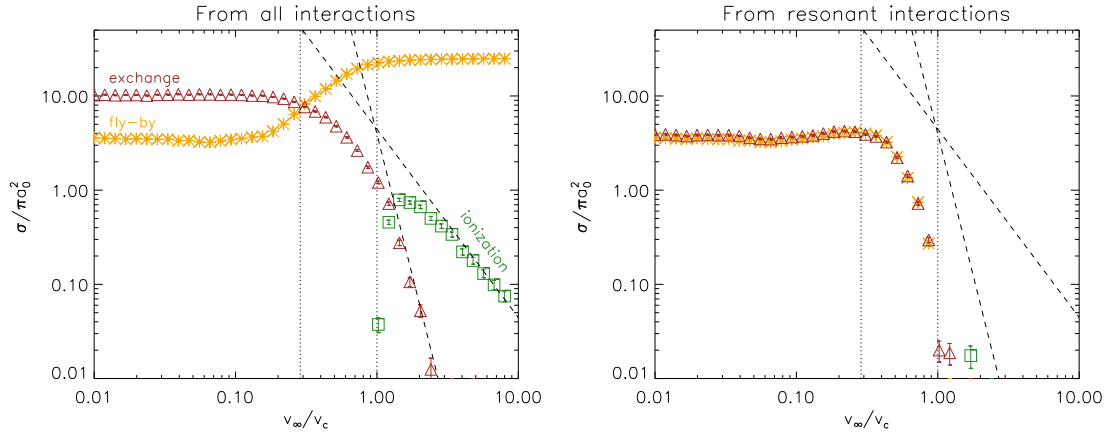 From all interactions
From resonant interactions
exchange
fly-by
ionization
10.00
1.00
0.10
0.01
σ/πa₀²
0.01
0.10
1.00
10.00
v∞/vc
10.00
1.00
0.10
0.01
σ/πa₀²
0.01
0.10
1.00
10.00
v∞/vc